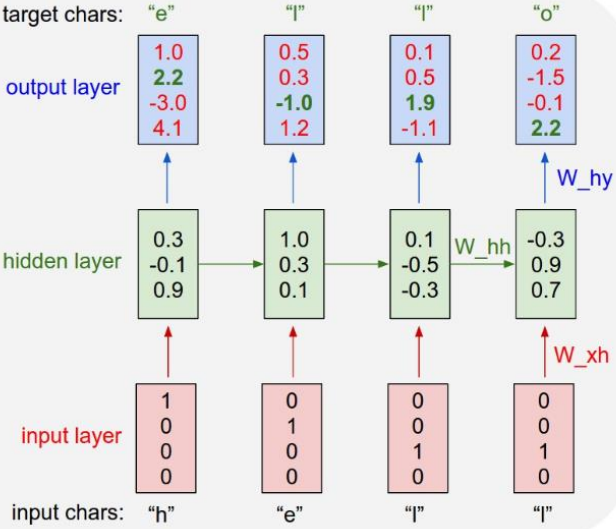 target chars: “e” “l” “l” “o”
output layer
1.0 0.5 0.1 0.2
2.2 0.3 0.5 -1.5
-3.0 -1.0 1.9 -0.1
4.1 1.2 -1.1 2.2
W_hy
hidden layer
0.3 1.0 0.1 -0.3
-0.1 0.3 -0.5 0.9
0.9 0.1 -0.3 0.7
W_hh
W_xh
input layer
1 0 0 0
0 1 0 0
0 0 1 1
0 0 0 0
input chars: “h” “e” “l” “l”